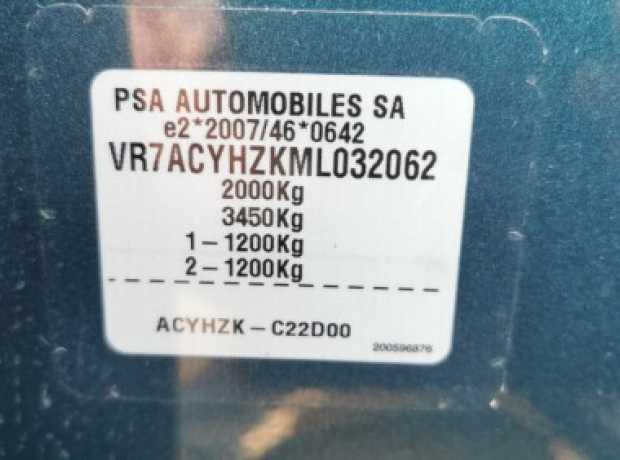 PSA AUTOMOBILES SA
e2*2007/46*0642
VR7ACYHZKML032062
2000Kg
3450Kg
1-1200Kg
2-1200Kg
ACYHZK-C22D00
200596876